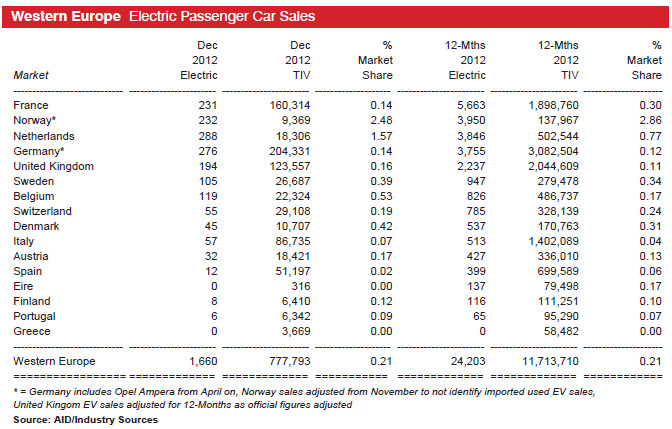 Western Europe Electric Passenger Car Sales
Dec Dec % 12-Mths 12-Mths %
2012 2012 Market 2012 2012 Market
Market Electric TIV Share Electric TIV Share
France 231 160,314 0.14 5,663 1,898,760 0.30
Norway* 232 9,369 2.48 3,950 137,967 2.86
Netherlands 288 18,306 1.57 3,846 502,544 0.77
Germany* 276 204,331 0.14 3,755 3,082,504 0.12
United Kingdom 194 123,557 0.16 2,237 2,044,609 0.11
Sweden 105 26,687 0.39 947 279,478 0.34
Belgium 119 22,324 0.53 826 486,737 0.17
Switzerland 55 29,108 0.19 785 328,139 0.24
Denmark 45 10,707 0.42 537 170,763 0.31
Italy 57 86,735 0.07 513 1,402,089 0.04
Austria 32 18,421 0.17 427 336,010 0.13
Spain 12 51,197 0.02 399 699,589 0.06
Eire 0 316 0.00 137 79,498 0.17
Finland 8 6,410 0.12 116 111,251 0.10
Portugal 6 6,342 0.09 65 95,290 0.07
Greece 0 3,669 0.00 0 58,482 0.00
Western Europe 1,660 777,793 0.21 24,203 11,713,710 0.21
* = Germany includes Opel Ampera from April on, Norway sales adjusted from November to not identify imported used EV sales,
United Kingom EV sales adjusted for 12-Months as official figures adjusted
Source: AID/Industry Sources